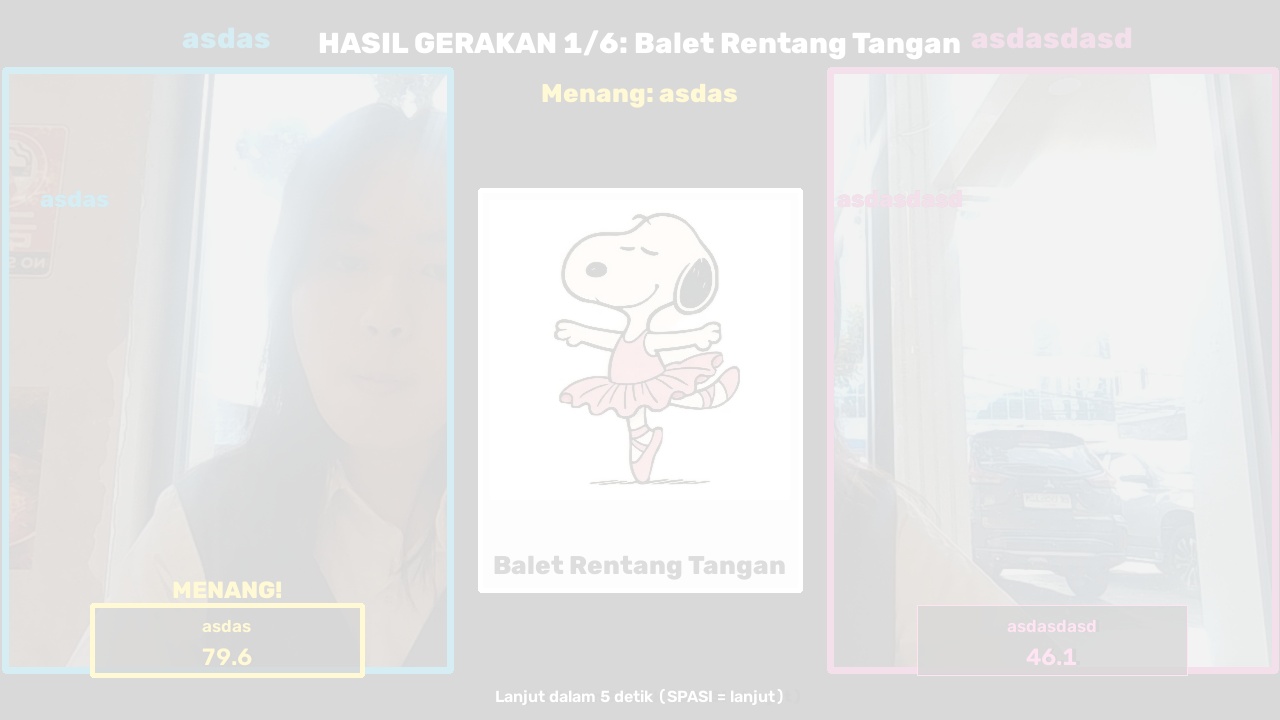 asdas
HASIL GERAKAN 1/6: Balet Rentang Tangan
asdasdasd
Menang: asdas
asdas
asdasdasd
Balet Rentang Tangan
MENANG!
asdas
79.6
asdasdasd
46.1
Lanjut dalam 5 detik (SPASI = lanjut)